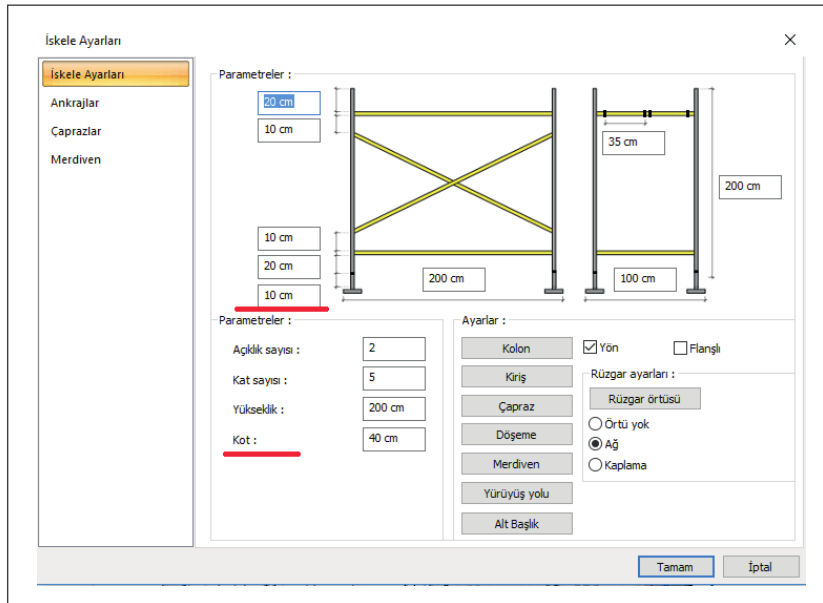 İskele Ayarları
İskele Ayarları
Ankrajlar
Çaprazlar
Merdiven
Parametreler :
20 cm
10 cm
35 cm
200 cm
10 cm
20 cm
10 cm
200 cm
100 cm
Parametreler :
Açıklık sayısı : 2
Kat sayısı : 5
Yükseklik : 200 cm
Kot : 40 cm
Ayarlar :
Kolon
Kiriş
Çapraz
Döşeme
Merdiven
Yürüyüş yolu
Alt Başlık
Yön
Flanşlı
Rüzgar ayarları :
Rüzgar örtüsü
Örtü yok
Ağ
Kaplama
Tamam
İptal